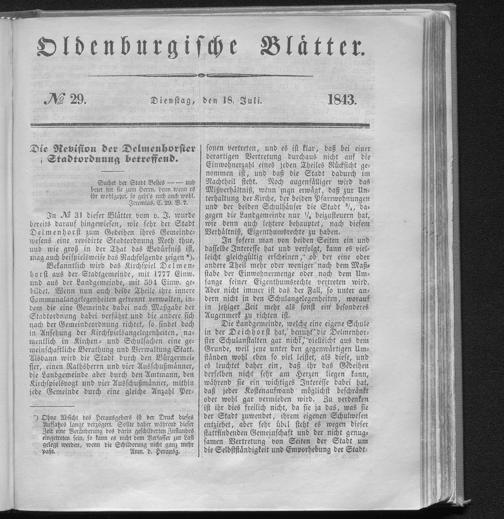 Oldenburgische Blätter.
№ 29.
Dienstag, den 18. Juli.
1843.
Die Revision der Delmenhorster
Stadtordnung betreffend.
Suchet der Stadt Bestes — — und
betet für sie zum Herrn, denn wenn es
ihr wohlgehet, so geht's euch auch wohl.
Jeremias, C. 29. V. 7.
In № 31 dieser Blätter vom v. J. wurde
bereits darauf hingewiesen, wie sehr der Stadt
Delmenhorst zum Gedeihen ihres Gemeinde-
wesens eine revidirte Stadtordnung Noth thue,
und wie groß in der That das Bedürfniß ist,
mag auch beispielsweise das Nachfolgende zeigen *).
Bekanntlich wird das Kirchspiel Delmen-
horst aus der Stadtgemeinde, mit 1777 Einw.
und aus der Landgemeinde, mit 594 Einw. ge-
bildet. Wenn nun auch beide Theile ihre innere
Communalangelegenheiten getrennt verwalten, in-
dem die eine Gemeinde dabei nach Maßgabe der
Stadtordnung dabei verfährt und die andere sich
nach der Gemeindeordnung richtet, so findet doch
in Ansehung der Kirchspielsangelegenheiten, na-
mentlich in Kirchen- und Schulsachen eine ge-
meinschaftliche Berathung und Vertretung Statt.
Alsdann wird die Stadt durch den Bürgermei-
ster, einen Rathsherrn und vier Ausschußmänner,
die Landgemeinde aber durch den Amtmann, den
Kirchspielsvogt und vier Ausschußmänner, mithin
jede Gemeinde durch eine gleiche Anzahl Per-
*) Ohne Absicht des Herausgebers ist der Druck dieses
Aufsatzes lange verzögert. Sollte daher während dieser
Zeit eine Veränderung des darin geschilderten Zustandes
eingetreten sein, so kann es nicht dem Verfasser zur Last
gelegt werden, wenn die Schilderung nicht ganz mehr
paßt. Anm. d. Herausg.
sonen vertreten, und es ist klar, daß bei einer
derartigen Vertretung durchaus nicht auf die
Einwohnerzahl eines jeden Theiles Rücksicht ge-
nommen ist, und daß die Stadt dadurch im
Nachtheil steht. Noch augenfälliger wird das
Mißverhältniß, wenn man erwägt, daß zur Un-
terhaltung der Kirche, der beiden Pfarrwohnungen
und der beiden Schulhäuser die Stadt
dagegen die Landgemeinde nur beizusteuern hat,
wie denn auch letztere behauptet, nach diesem
Verhältniß, Eigenthumsrechte zu haben.
In sofern man von beiden Seiten ein und
dasselbe Interesse hat und verfolgt, kann es viel-
leicht gleichgültig erscheinen, ob der eine oder
andere Theil mehr oder weniger nach dem Maß-
stabe der Einwohnermenge oder nach dem Um-
fange seiner Eigenthumsrechte vertreten wird.
Aber nicht immer ist das der Fall, so unter an-
dern nicht in den Schulangelegenheiten, worauf
in jetziger Zeit mehr als sonst ein besonderes
Augenmerk zu richten ist.
Die Landgemeinde, welche eine eigene Schule
in der Deichhorst hat, benutzt die Delmenhor-
ster Schulanstalten gar nicht, vielleicht aus dem
Grunde, weil jene unter den gegenwärtigen Um-
ständen wohl eben so viel leistet, als diese, und
es leuchtet daher ein, daß ihr das Gedeihen
derselben nicht so sehr am Herzen liegen kann,
während sie ein wichtiges Interesse dabei hat,
daß jeder Kostenaufwand möglichst beschränkt
oder wohl gar vermieden wird. Zu verdenken
ist ihr dies freilich nicht, da sie ja das, was sie
der Stadt zuwendet, ihrem eigenen Schulwesen
entziehet, aber sehr übel steht es wegen dieser
stattfindenden Gemeinschaft und der nicht genug-
samen Vertretung von Seiten der Stadt um
die Selbstständigkeit und Emporhebung der Stadt-